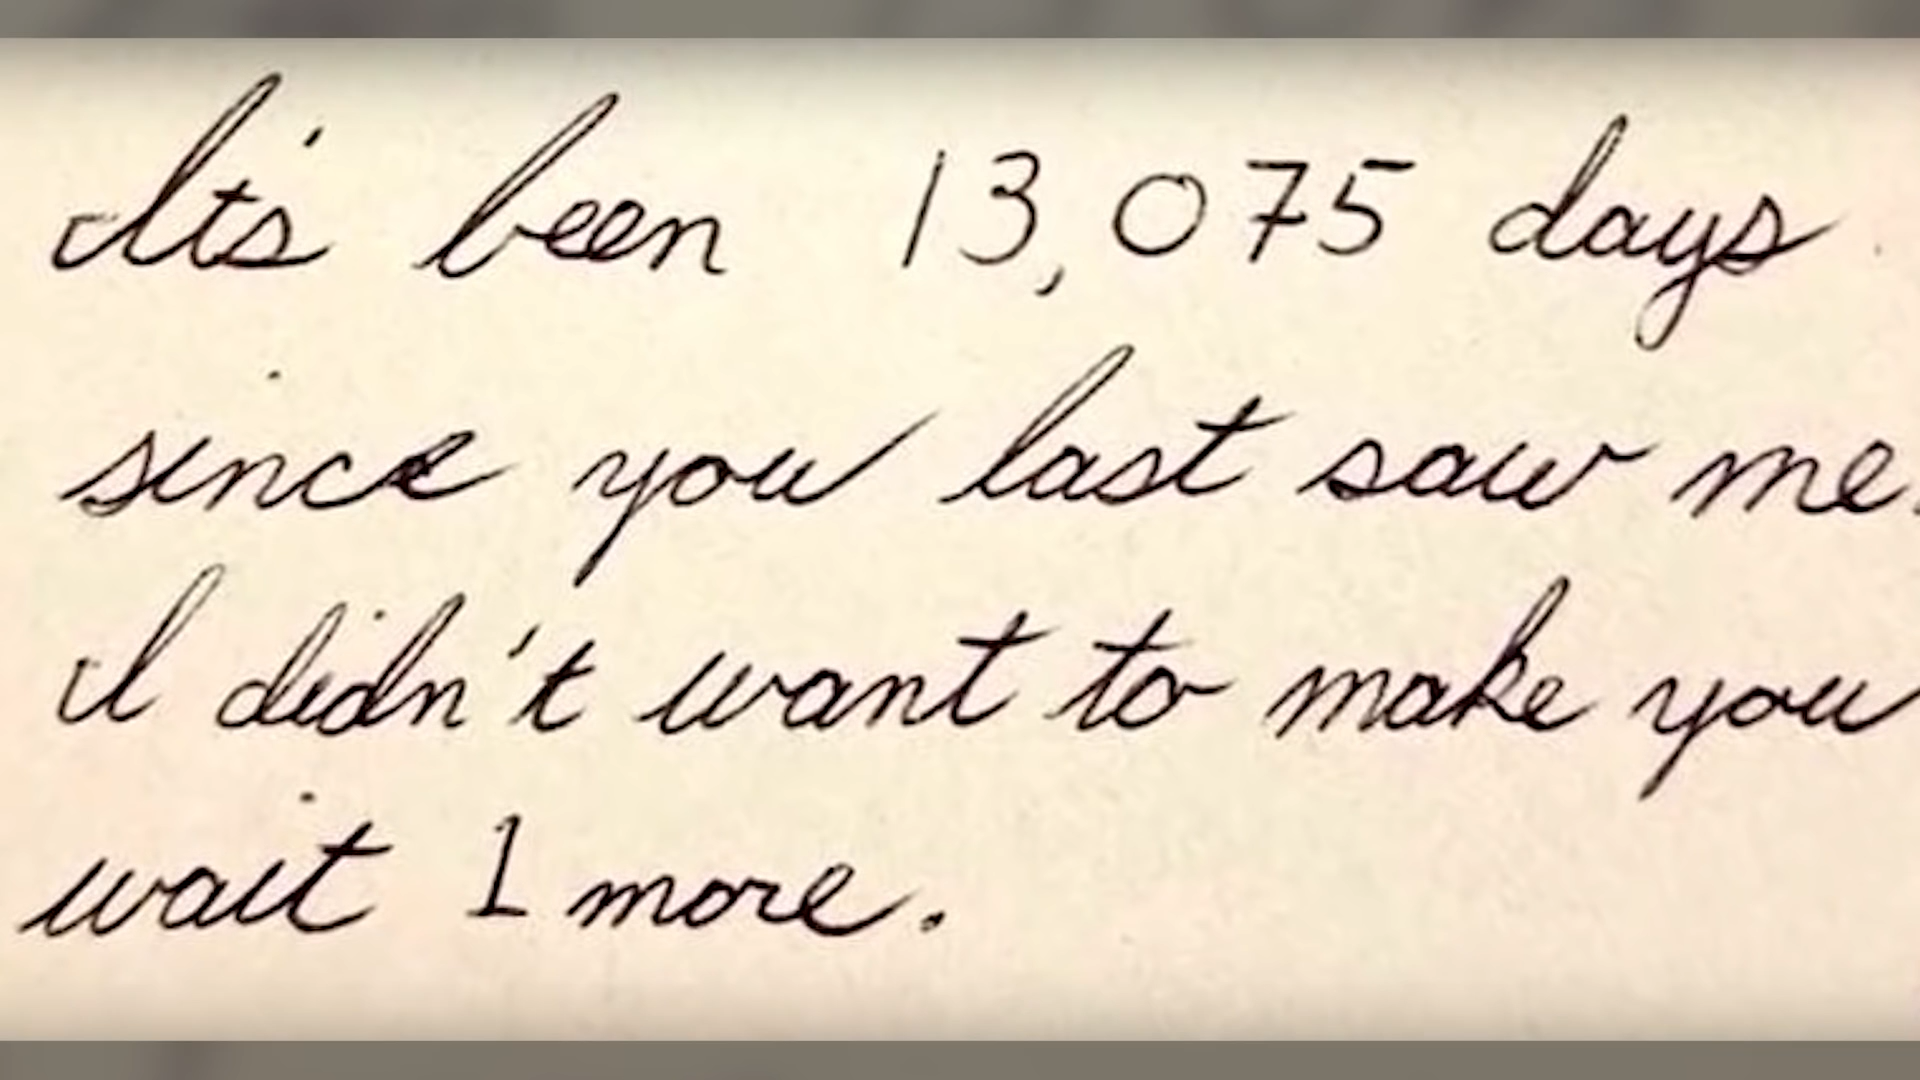 It's been 13,075 days
since you last saw me.
I didn't want to make you
wait 1 more.